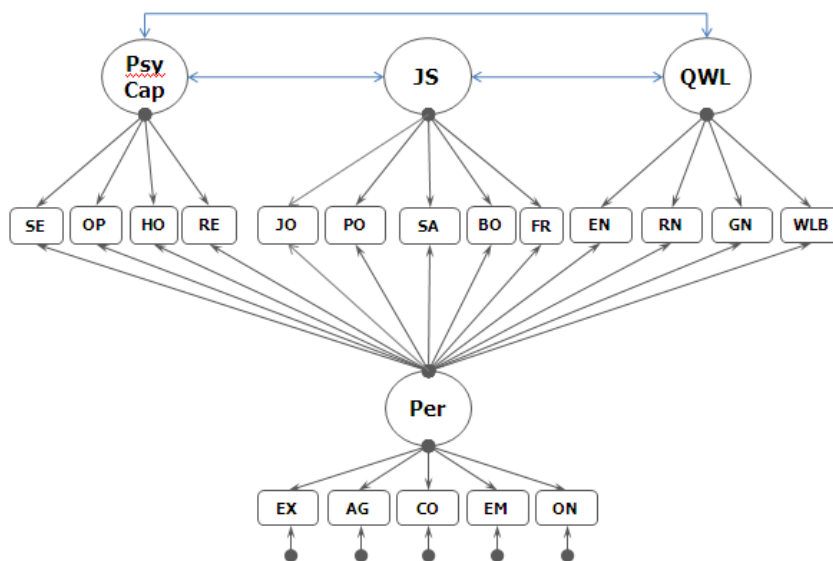 Psy
Cap
JS
QWL
SE
OP
HO
RE
JO
PO
SA
BO
FR
EN
RN
GN
WLB
Per
EX
AG
CO
EM
ON